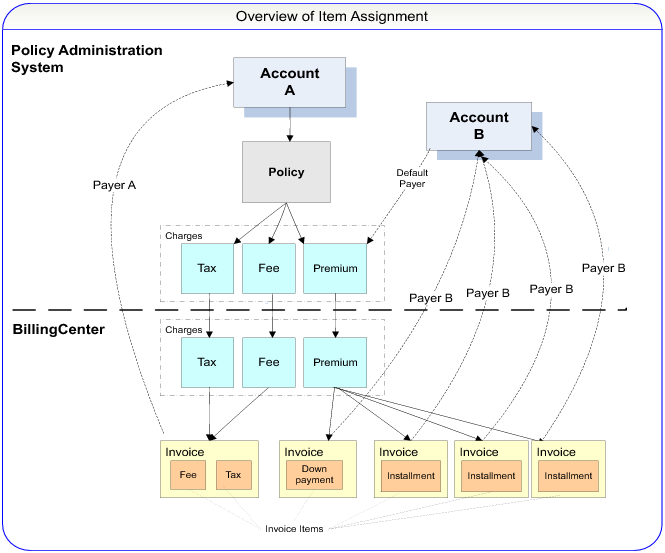 Overview of Item Assignment
Policy Administration
System
Account
A
Account
B
Policy
Default
Payer
Payer A
Charges
Tax
Fee
Premium
Payer B
Payer B
Payer B
Payer B
BillingCenter
Charges
Tax
Fee
Premium
Invoice
Fee
Tax
Invoice
Down
payment
Invoice
Installment
Invoice
Installment
Invoice
Installment
Invoice Items